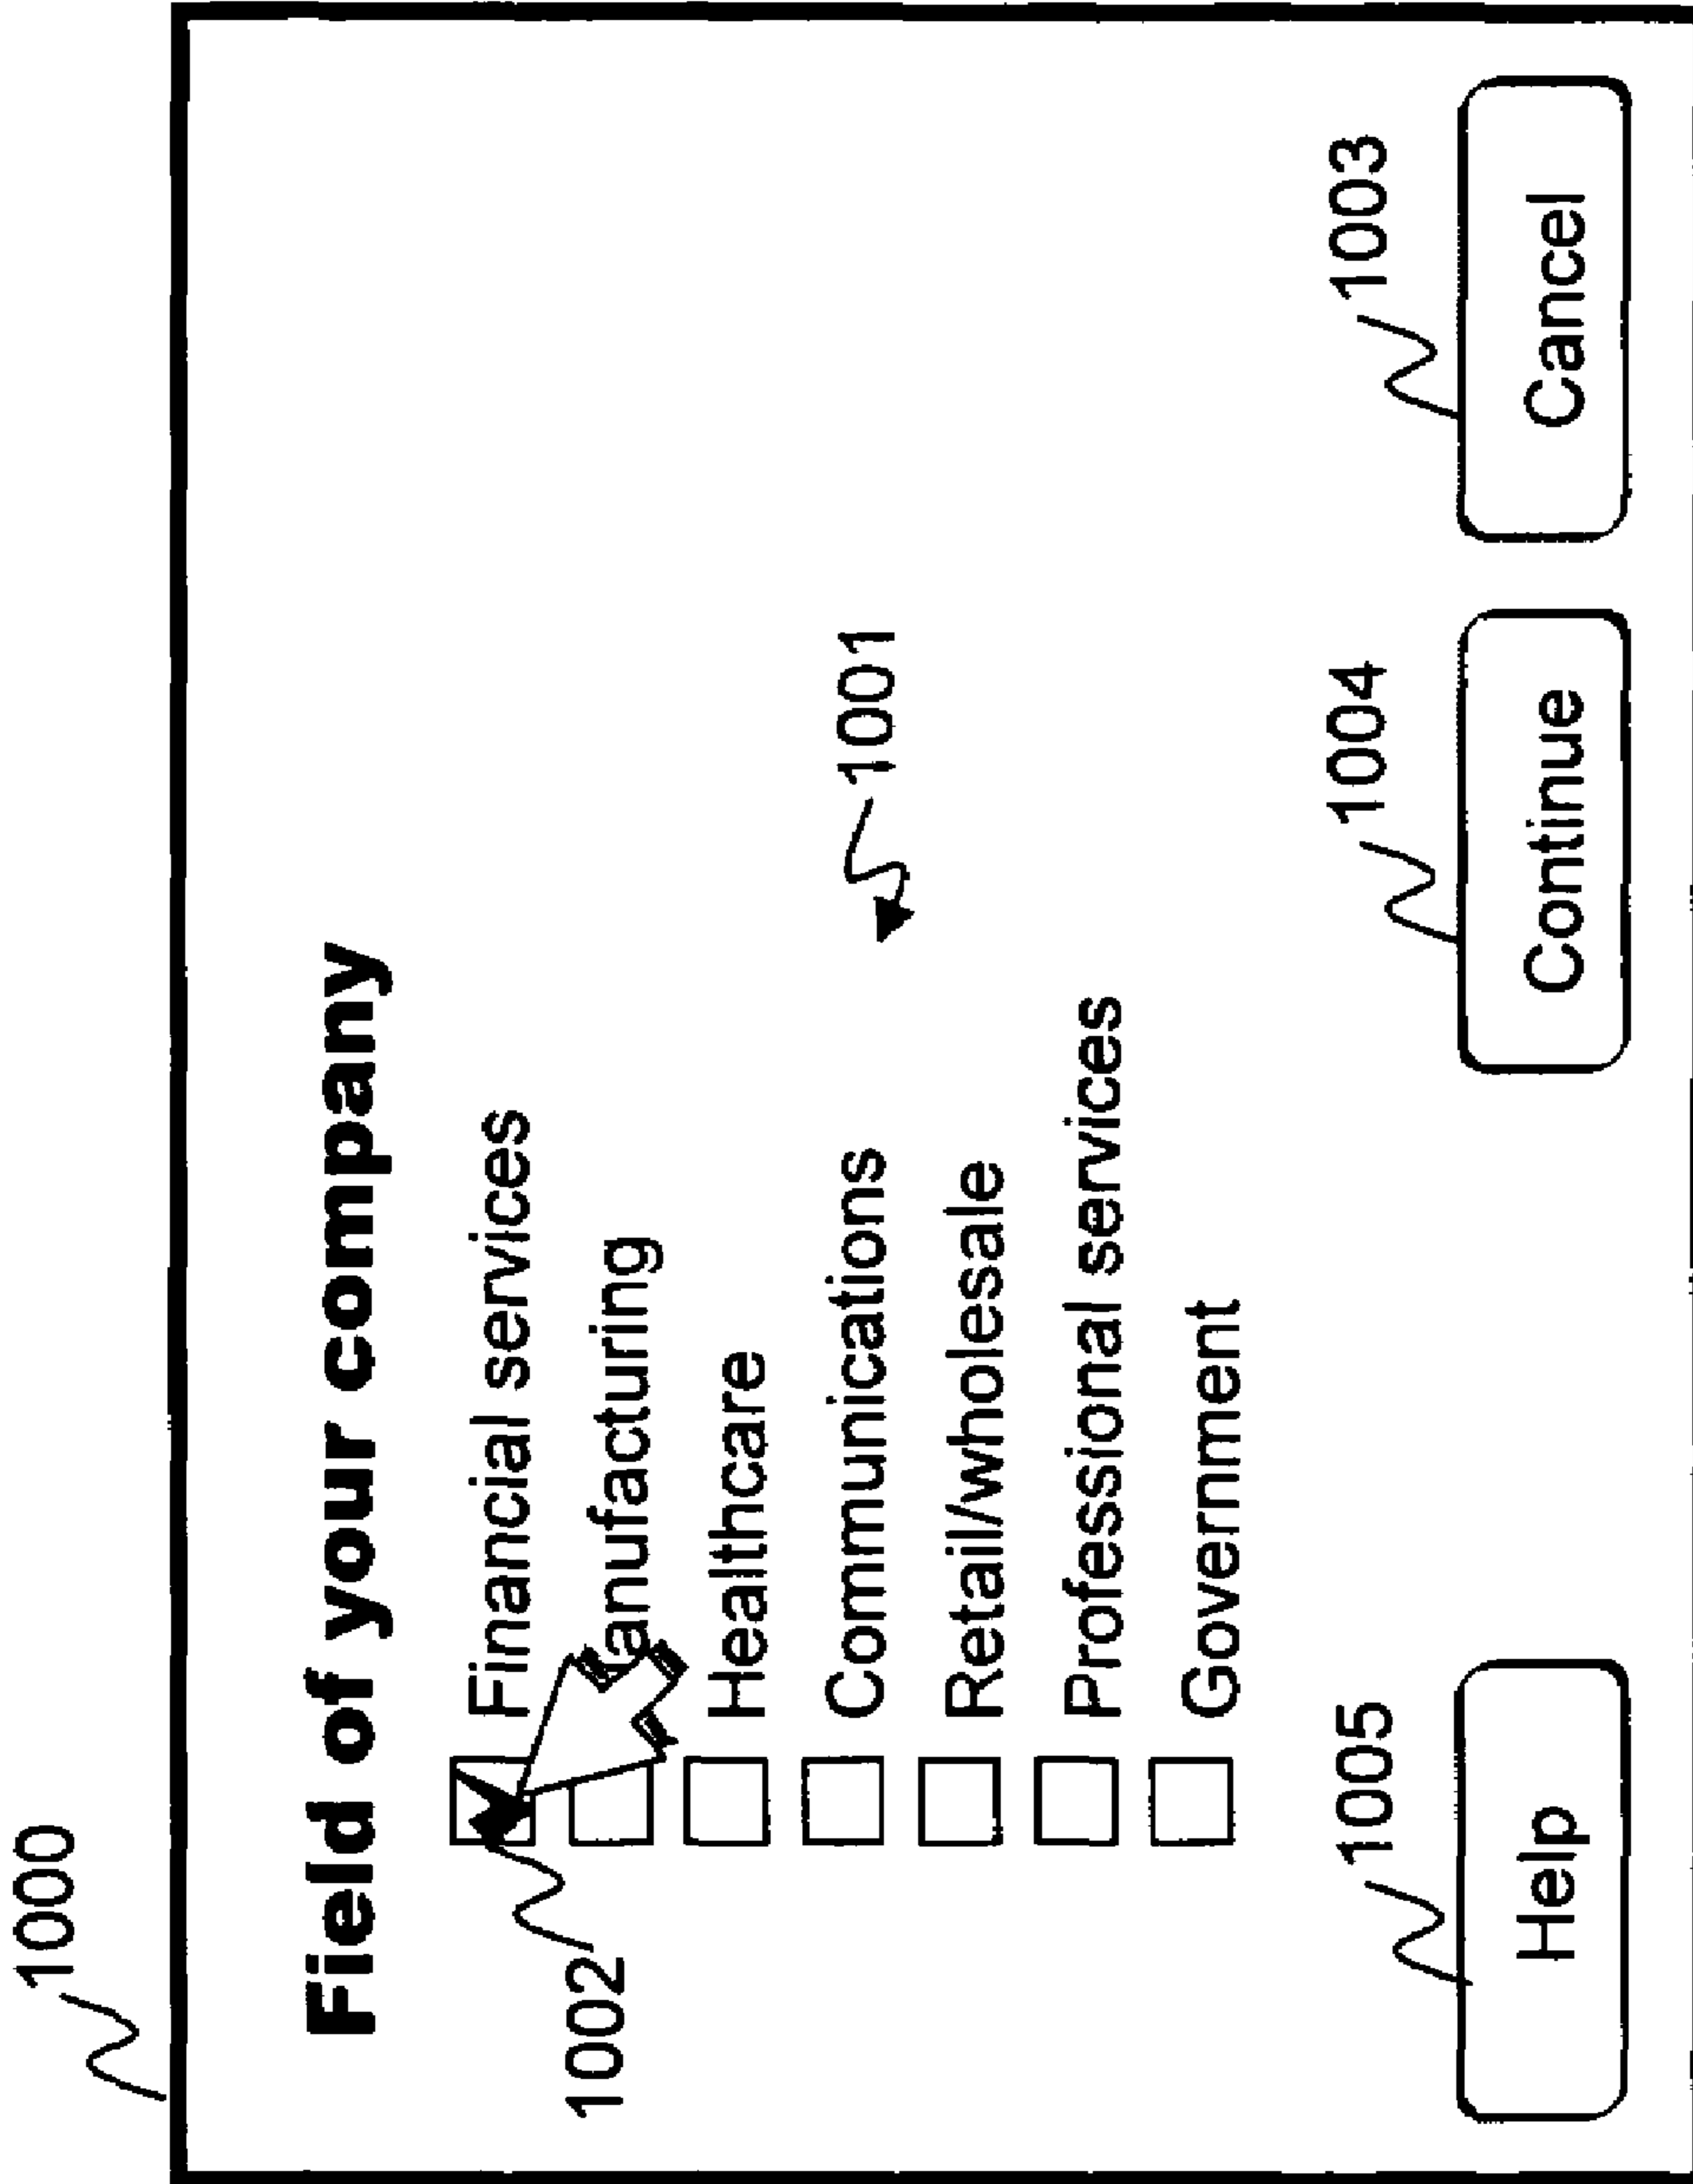 1000
Field of your company
Financial services
1002
anufacturing
Healthcare
Communications
1001
Retail/wholesale
Professional services
Government
1005
1004
1003
Help
Continue
Cancel